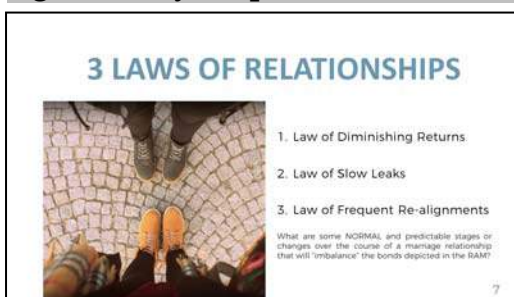 3 LAWS OF RELATIONSHIPS
1. Law of Diminishing Returns
2. Law of Slow Leaks
3. Law of Frequent Re-alignments
What are some NORMAL and predictable stages or
changes over the course of a marriage relationship
that will "imbalance" the bonds depicted in the RAM?
7